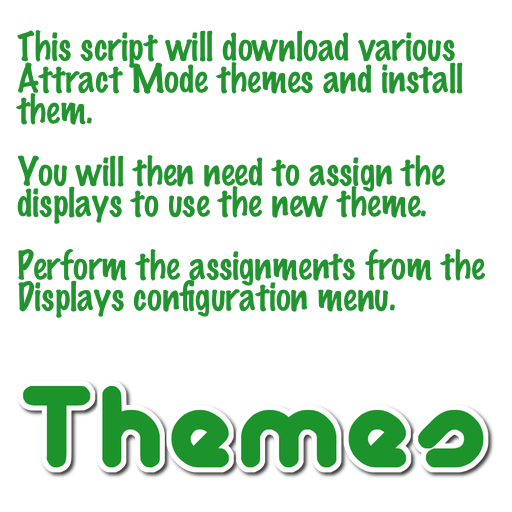 This script will download various
Attract Mode themes and install
them.
You will then need to assign the
displays to use the new theme.
Perform the assignments from the
Displays configuration menu.
Themes